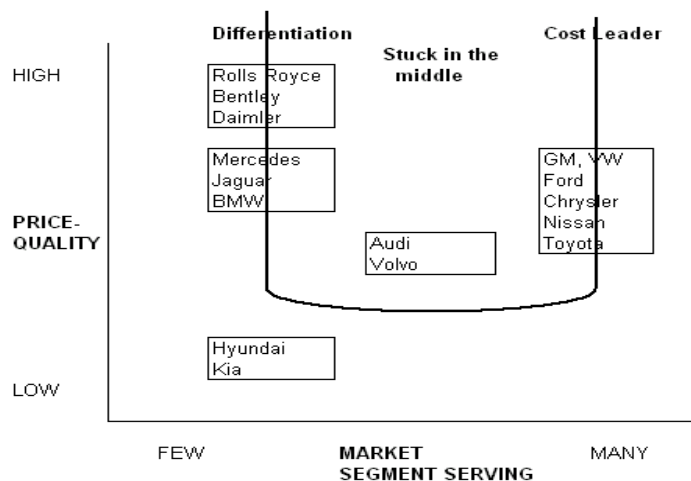 Differentiation
Stuck in the
middle
Cost Leader
HIGH
Rolls Royce
Bentley
Daimler
Mercedes
Jaguar
BMW
GM, VW
Ford
Chrysler
Nissan
Toyota
PRICE-
QUALITY
Audi
Volvo
Hyundai
Kia
LOW
FEW
MARKET
SEGMENT SERVING
MANY